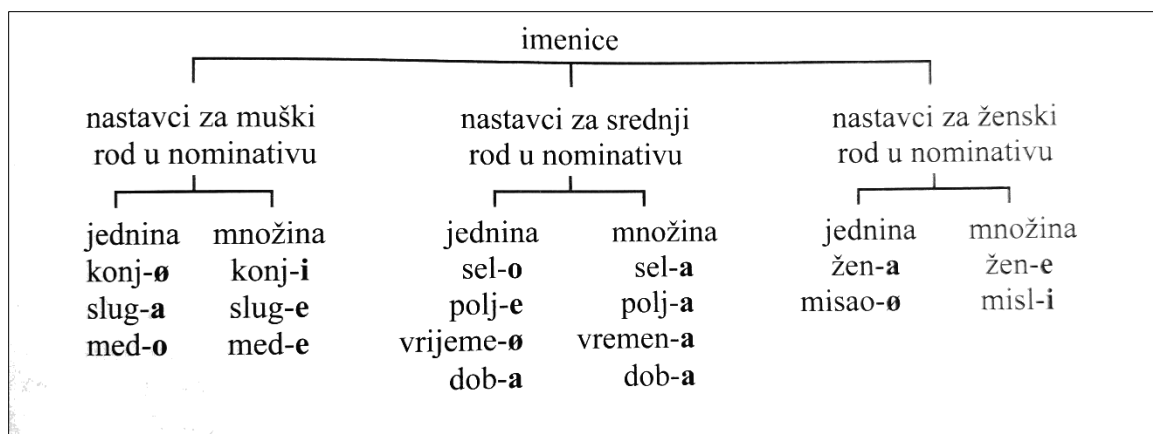 imenice
nastavci za muški
rod u nominativu
jednina množina
konj-ø konj-i
slug-a slug-e
med-o med-e
nastavci za srednji
rod u nominativu
jednina množina
sel-o sel-a
polj-e polj-a
vrijeme-ø vremen-a
dob-a dob-a
nastavci za ženski
rod u nominativu
jednina množina
žen-a žen-e
misao-ø misl-i